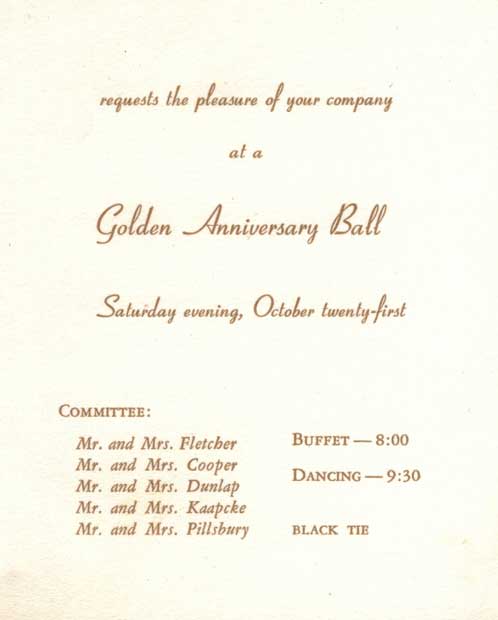 requests the pleasure of your company
at a
Golden Anniversary Ball
Saturday evening, October twenty-first
COMMITTEE:
Mr. and Mrs. Fletcher
Mr. and Mrs. Cooper
Mr. and Mrs. Dunlap
Mr. and Mrs. Kaapcke
Mr. and Mrs. Pillsbury
BUFFET — 8:00
DANCING — 9:30
BLACK TIE